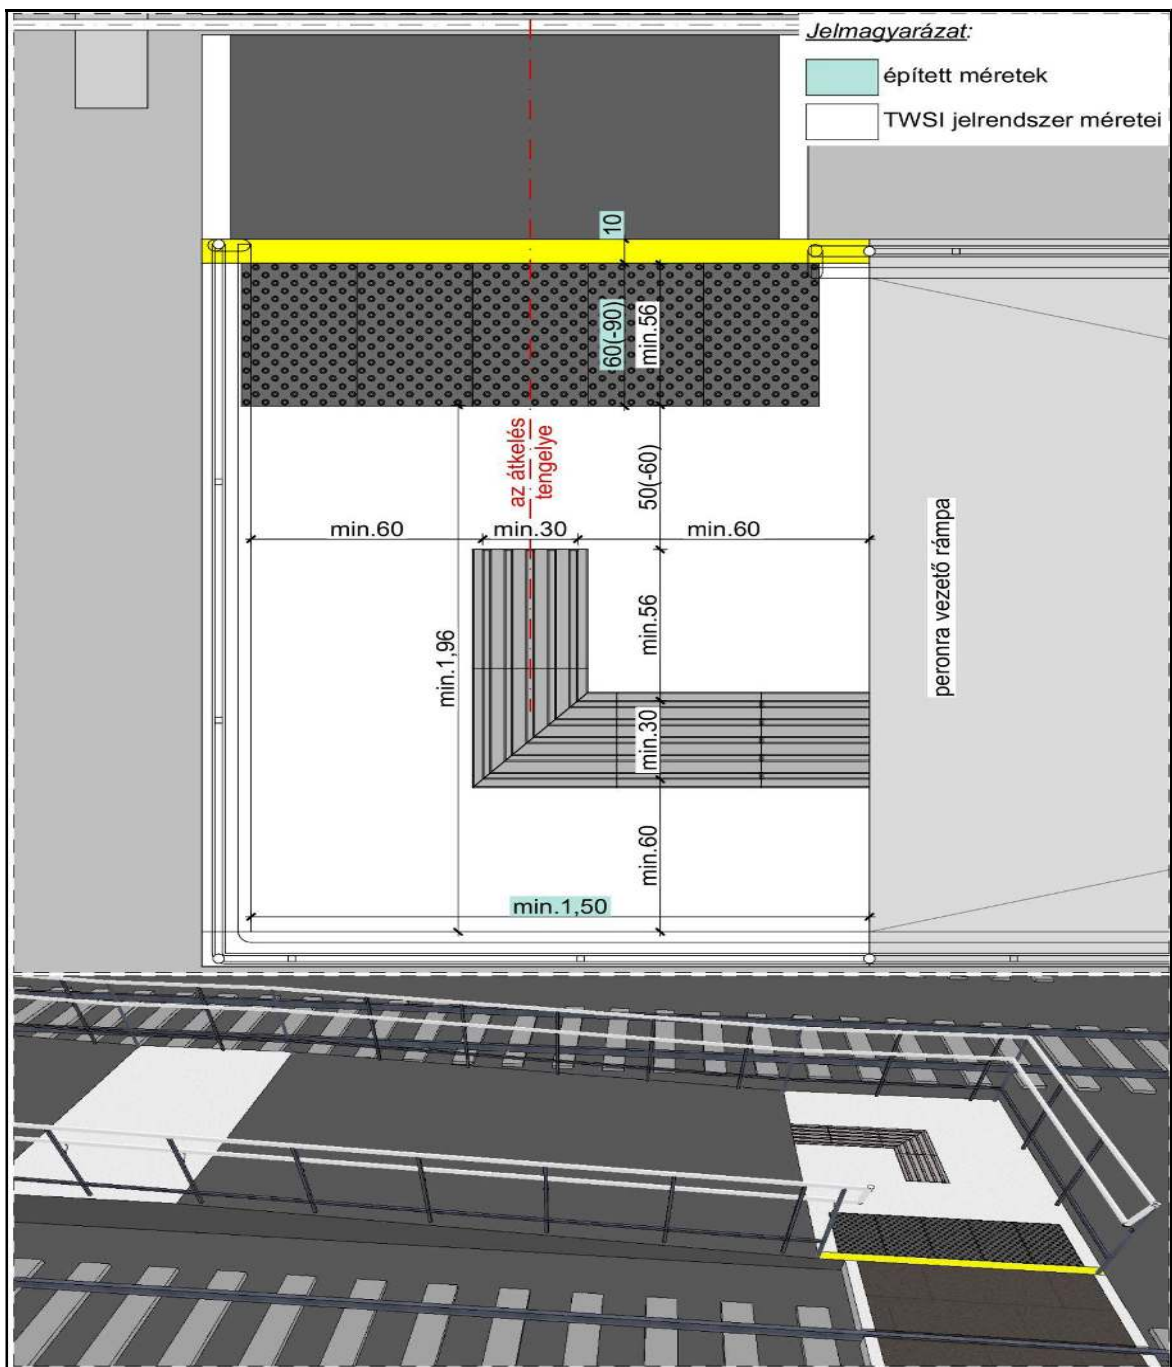 Jelmagyarázat:
épített méretek
TWSI jelrendszer méretei
10
60(-90)
min.56
az átkelés
tengelye
50(-60)
min.60
min.30
min.60
min.56
peronra vezető rámpa
min.1,96
min.30
min.60
min.1,50